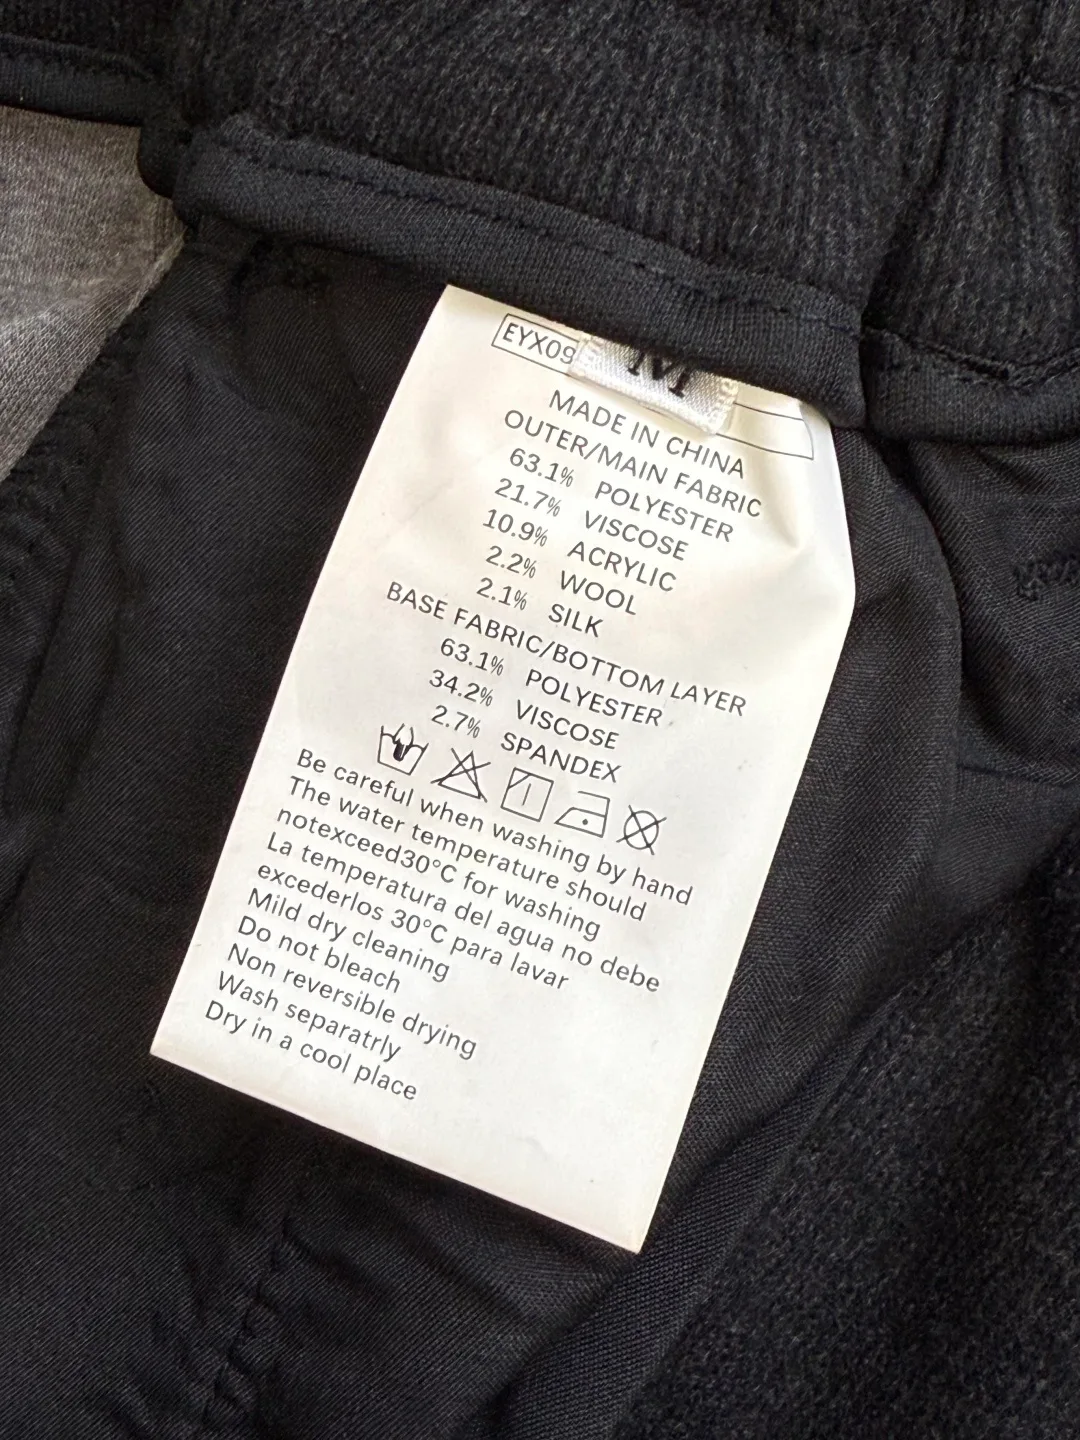 EYX09
M
MADE IN CHINA
OUTER/MAIN FABRIC
63.1% POLYESTER
21.7% VISCOSE
10.9% ACRYLIC
2.2% WOOL
2.1% SILK
BASE FABRIC/BOTTOM LAYER
63.1% POLYESTER
34.2% VISCOSE
2.7% SPANDEX
Be careful when washing by hand
The water temperature should
notexceed30°C for washing
La temperatura del agua no debe
excederlos 30°C para lavar
Mild dry cleaning
Do not bleach
Non reversible drying
Wash separatrly
Dry in a cool place